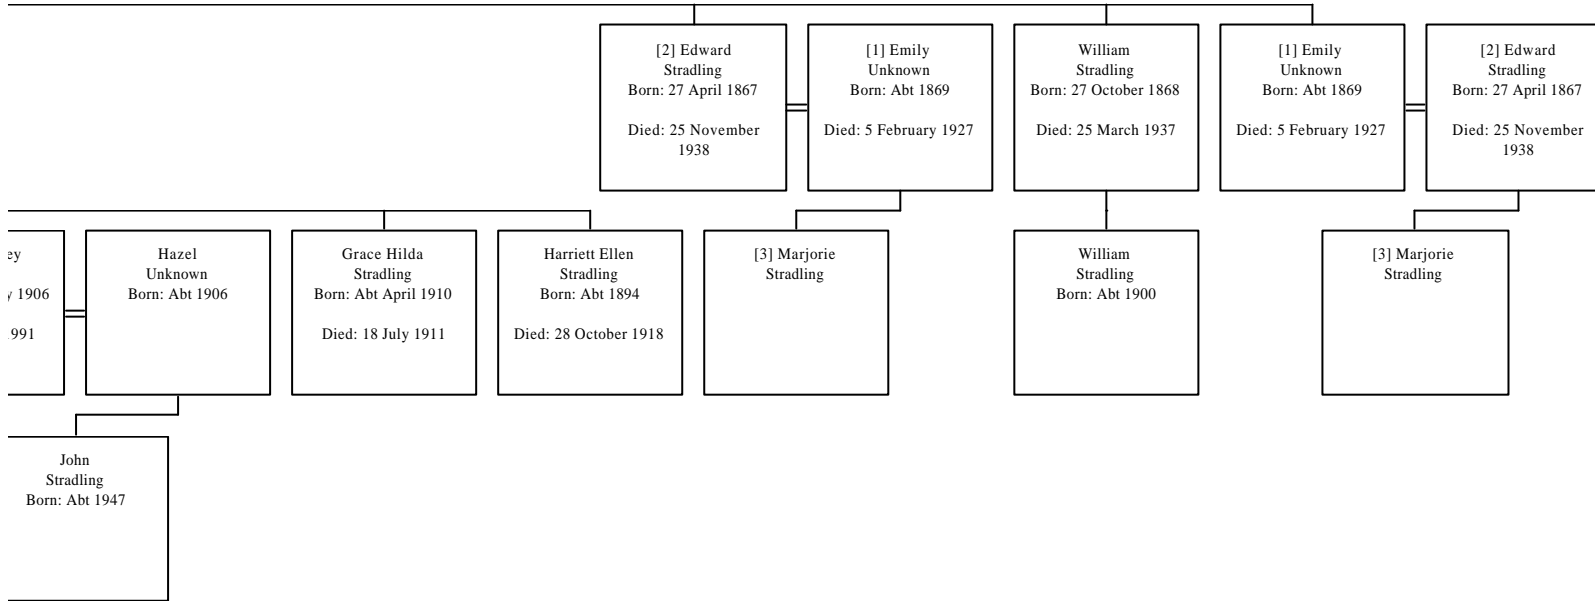 [2] Edward
Stradling
Born: 27 April 1867
Died: 25 November
1938
[1] Emily
Unknown
Born: Abt 1869
Died: 5 February 1927
William
Stradling
Born: 27 October 1868
Died: 25 March 1937
[1] Emily
Unknown
Born: Abt 1869
Died: 5 February 1927
[2] Edward
Stradling
Born: 27 April 1867
Died: 25 November
1938
ey
1906
991
Hazel
Unknown
Born: Abt 1906
Grace Hilda
Stradling
Born: Abt April 1910
Died: 18 July 1911
Harriett Ellen
Stradling
Born: Abt 1894
Died: 28 October 1918
[3] Marjorie
Stradling
William
Stradling
Born: Abt 1900
[3] Marjorie
Stradling
John
Stradling
Born: Abt 1947